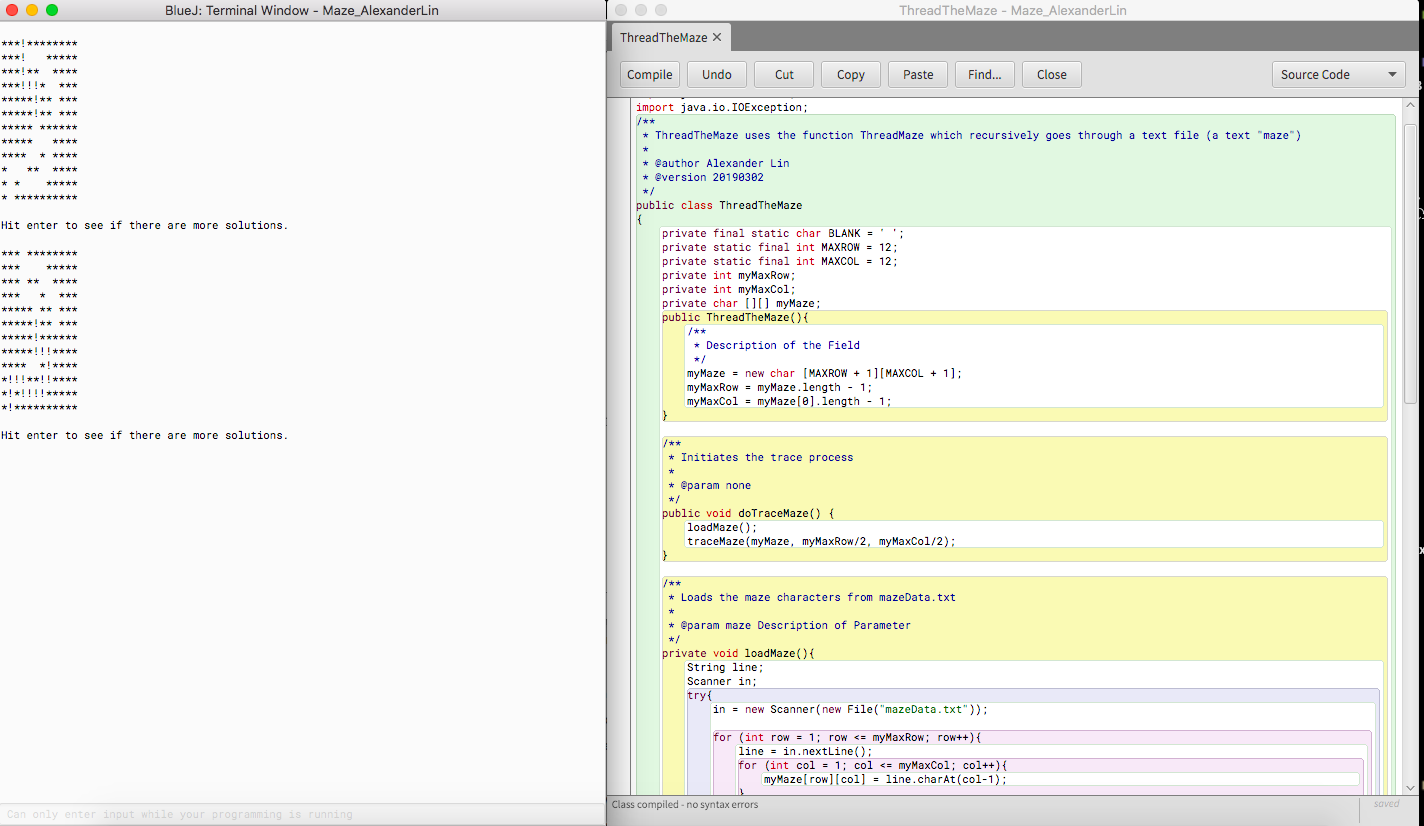 BlueJ: Terminal Window - Maze_AlexanderLin
***!********
***!   *****
***!**  ****
***!!!*  ***
*****!** ***
*****!** ***
***** ******
*****   ****
****  * ****
*   **  ****
* *    *****
* **********
Hit enter to see if there are more solutions.
*** ********
***    *****
*** **  ****
***   *  ***
***** ** ***
*****!** ***
*****!******
*****!!!****
****  *!****
*!!!**!!****
*!*!!!!*****
*!**********
Hit enter to see if there are more solutions.
Can only enter input while your programming is running
ThreadTheMaze - Maze_AlexanderLin
ThreadTheMaze ✕
Compile Undo Cut Copy Paste Find... Close Source Code
import java.io.IOException;
/**
 * ThreadTheMaze uses the function ThreadMaze which recursively goes through a text file (a text "maze")
 *
 * @author Alexander Lin
 * @version 20190302
 */
public class ThreadTheMaze
{
    private final static char BLANK = ' ';
    private static final int MAXROW = 12;
    private static final int MAXCOL = 12;
    private int myMaxRow;
    private int myMaxCol;
    private char [][] myMaze;
    public ThreadTheMaze(){
        /**
         * Description of the Field
         */
        myMaze = new char [MAXROW + 1][MAXCOL + 1];
        myMaxRow = myMaze.length - 1;
        myMaxCol = myMaze[0].length - 1;
    }
    /**
     * Initiates the trace process
     *
     * @param none
     */
    public void doTraceMaze() {
        loadMaze();
        traceMaze(myMaze, myMaxRow/2, myMaxCol/2);
    }
    /**
     * Loads the maze characters from mazeData.txt
     *
     * @param maze Description of Parameter
     */
    private void loadMaze(){
        String line;
        Scanner in;
        try{
            in = new Scanner(new File("mazeData.txt"));
            for (int row = 1; row <= myMaxRow; row++){
                line = in.nextLine();
                for (int col = 1; col <= myMaxCol; col++){
                    myMaze[row][col] = line.charAt(col-1);
                }
Class compiled - no syntax errors
saved